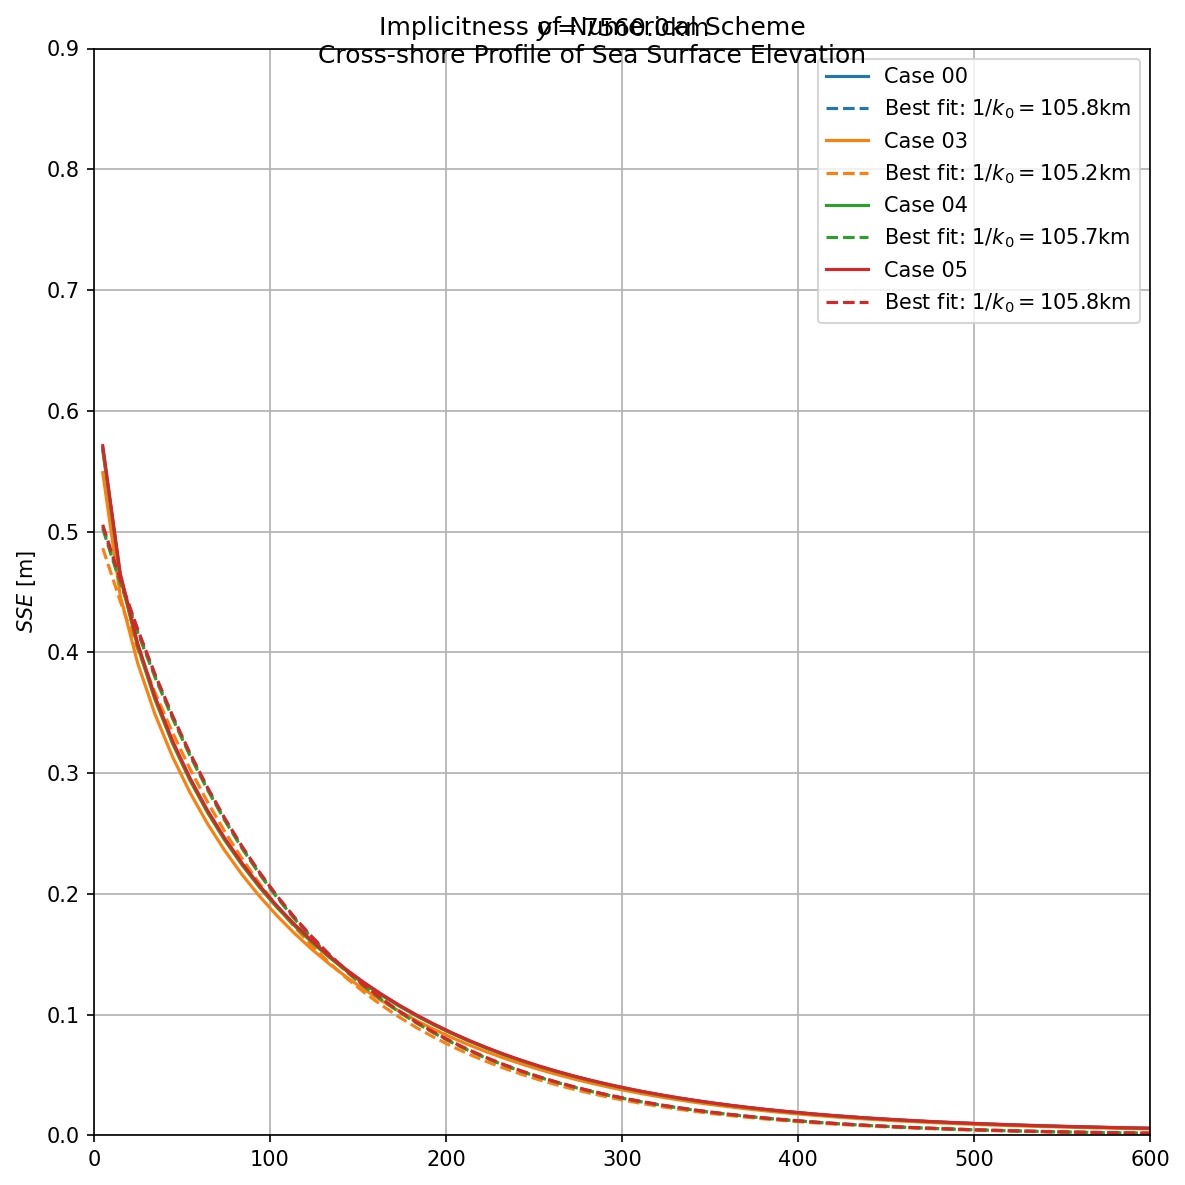 Implicitness of Numerical Scheme
y = 7560.0km
Cross-shore Profile of Sea Surface Elevation
Case 00
Best fit: 1/k₀ = 105.8km
Case 03
Best fit: 1/k₀ = 105.2km
Case 04
Best fit: 1/k₀ = 105.7km
Case 05
Best fit: 1/k₀ = 105.8km
SSE [m]
0.9
0.8
0.7
0.6
0.5
0.4
0.3
0.2
0.1
0.0
0
100
200
300
400
500
600